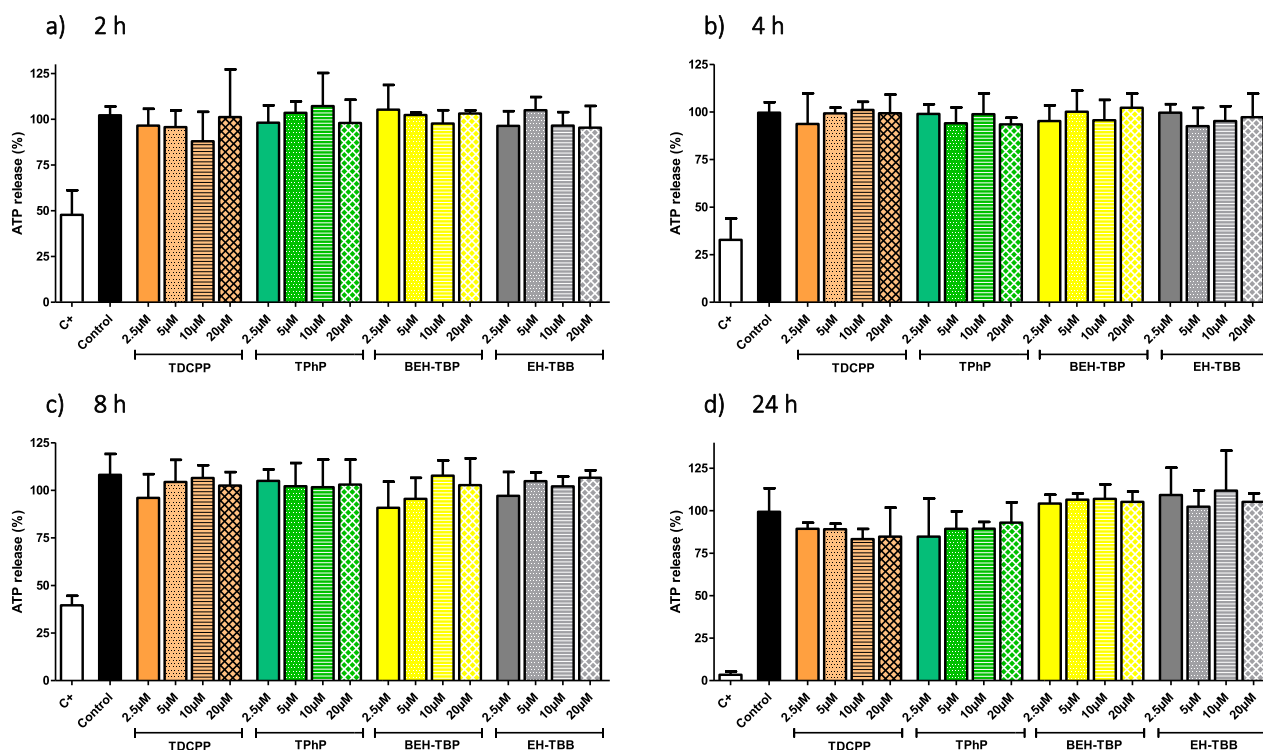 a) 2 h
125
100
75
50
25
0
ATP release (%)
C+ Control 2.5µM 5µM 10µM 20µM 2.5µM 5µM 10µM 20µM 2.5µM 5µM 10µM 20µM 2.5µM 5µM 10µM 20µM
TDCPP TPhP BEH-TBP EH-TBB
b) 4 h
125
100
75
50
25
0
ATP release (%)
C+ Control 2.5µM 5µM 10µM 20µM 2.5µM 5µM 10µM 20µM 2.5µM 5µM 10µM 20µM 2.5µM 5µM 10µM 20µM
TDCPP TPhP BEH-TBP EH-TBB
c) 8 h
125
100
75
50
25
0
ATP release (%)
C+ Control 2.5µM 5µM 10µM 20µM 2.5µM 5µM 10µM 20µM 2.5µM 5µM 10µM 20µM 2.5µM 5µM 10µM 20µM
TDCPP TPhP BEH-TBP EH-TBB
d) 24 h
125
100
75
50
25
0
ATP release (%)
C+ Control 2.5µM 5µM 10µM 20µM 2.5µM 5µM 10µM 20µM 2.5µM 5µM 10µM 20µM 2.5µM 5µM 10µM 20µM
TDCPP TPhP BEH-TBP EH-TBB